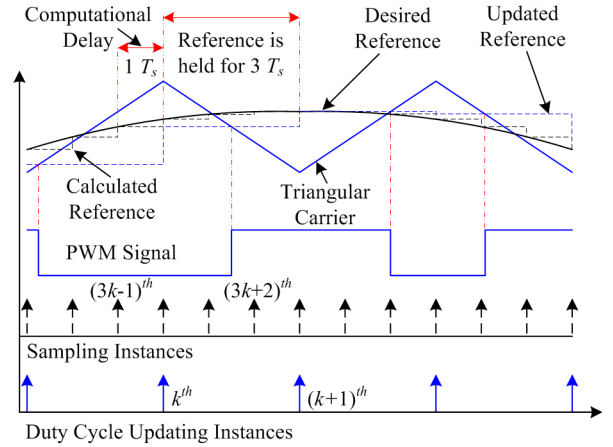 Computational
Delay
1 Ts
Reference is
held for 3 Ts
Desired
Reference
Updated
Reference
Calculated
Reference
Triangular
Carrier
PWM Signal
(3k-1)th
(3k+2)th
Sampling Instances
kth
(k+1)th
Duty Cycle Updating Instances